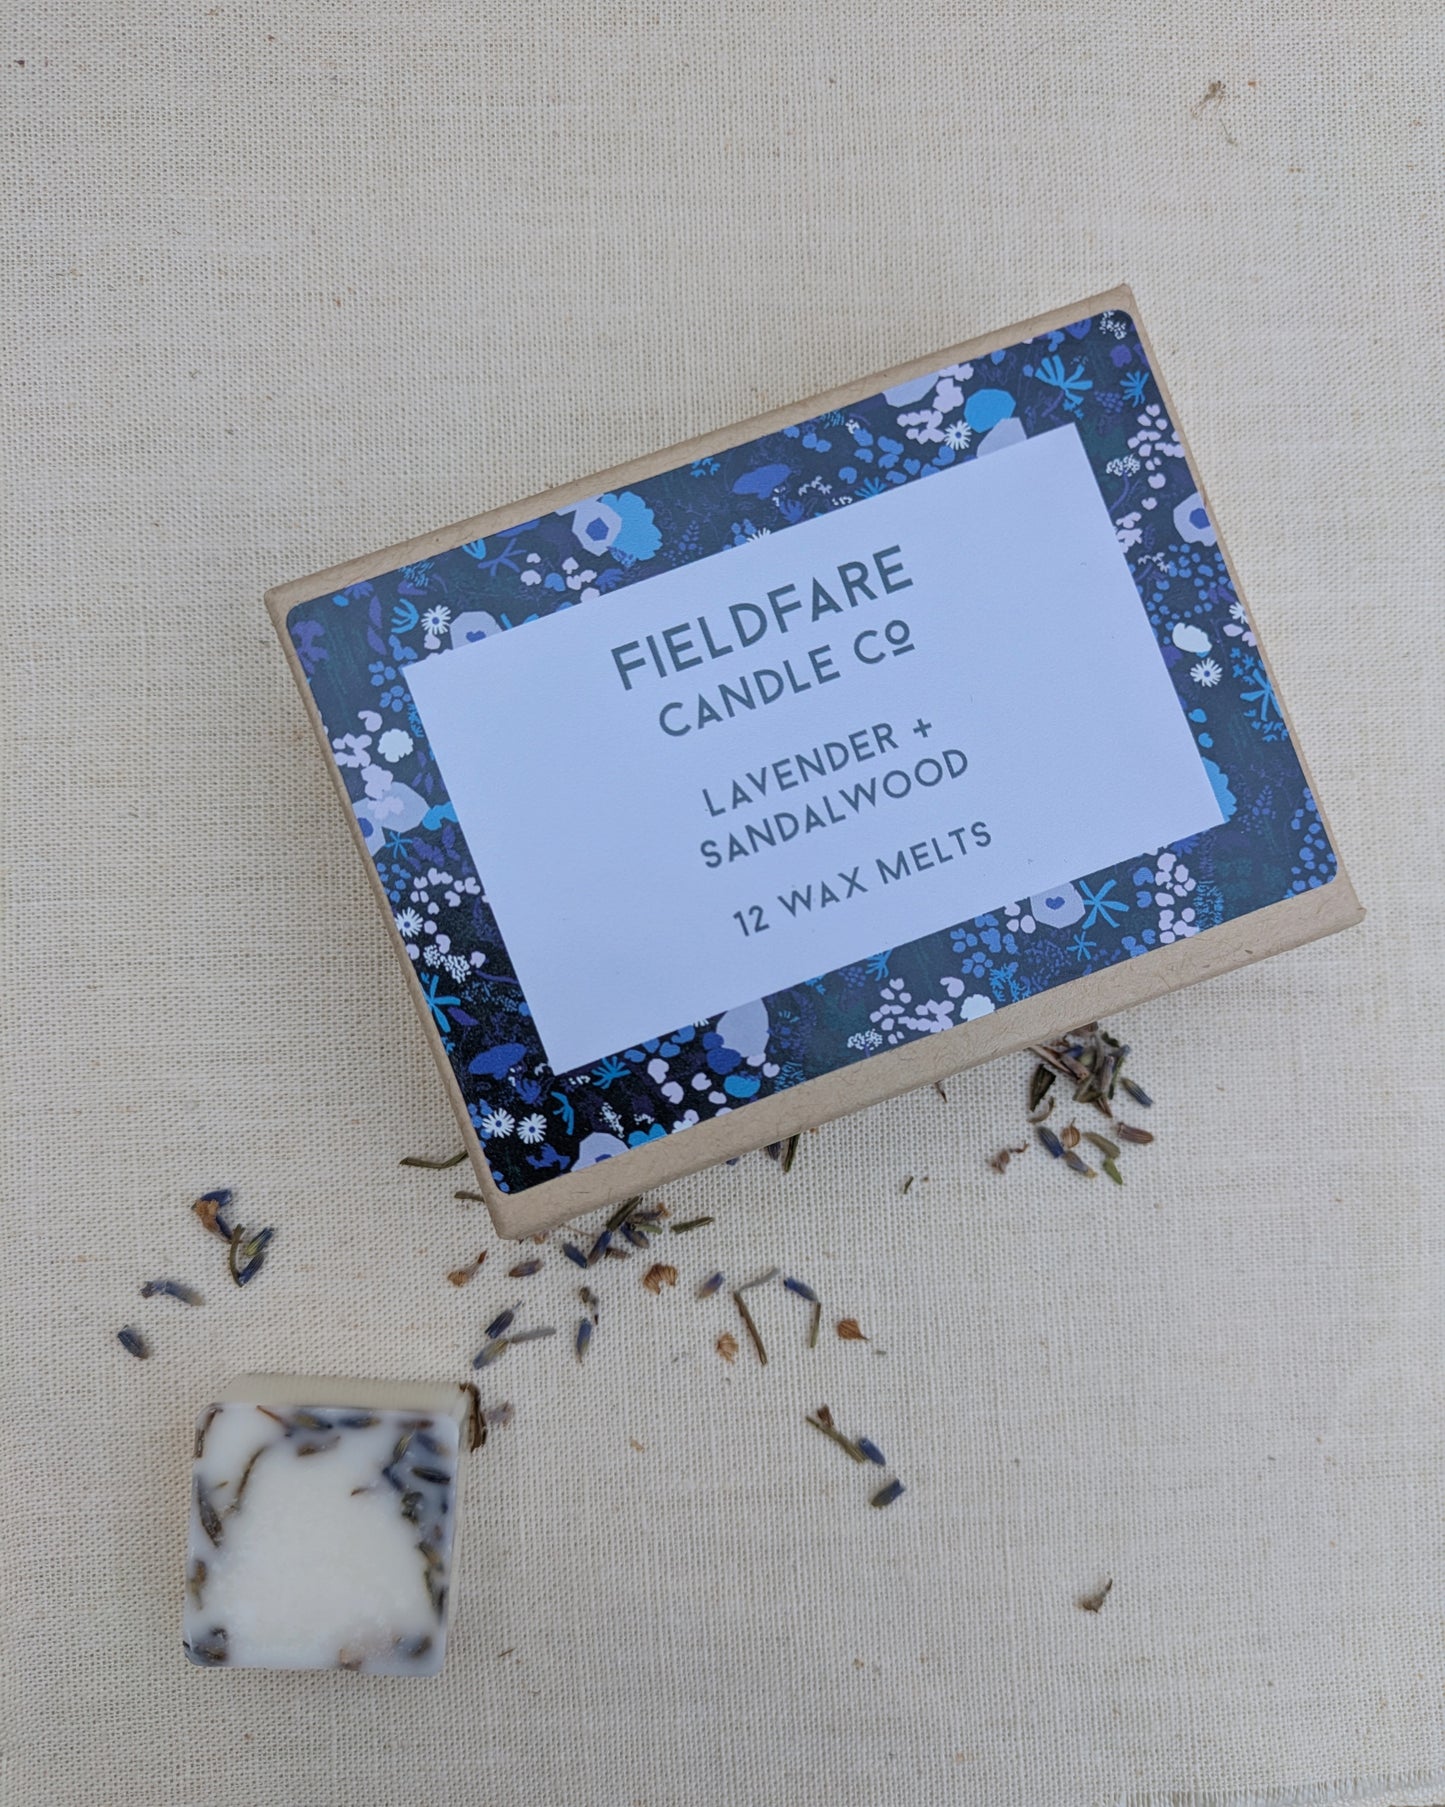 FIELDFARE
CANDLE Cº
LAVENDER +
SANDALWOOD
12 WAX MELTS